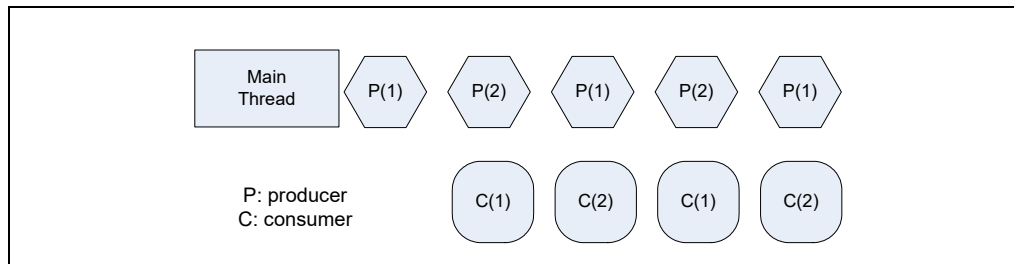 Main
Thread
P(1)
P(2)
P(1)
P(2)
P(1)
C(1)
C(2)
C(1)
C(2)
P: producer
C: consumer